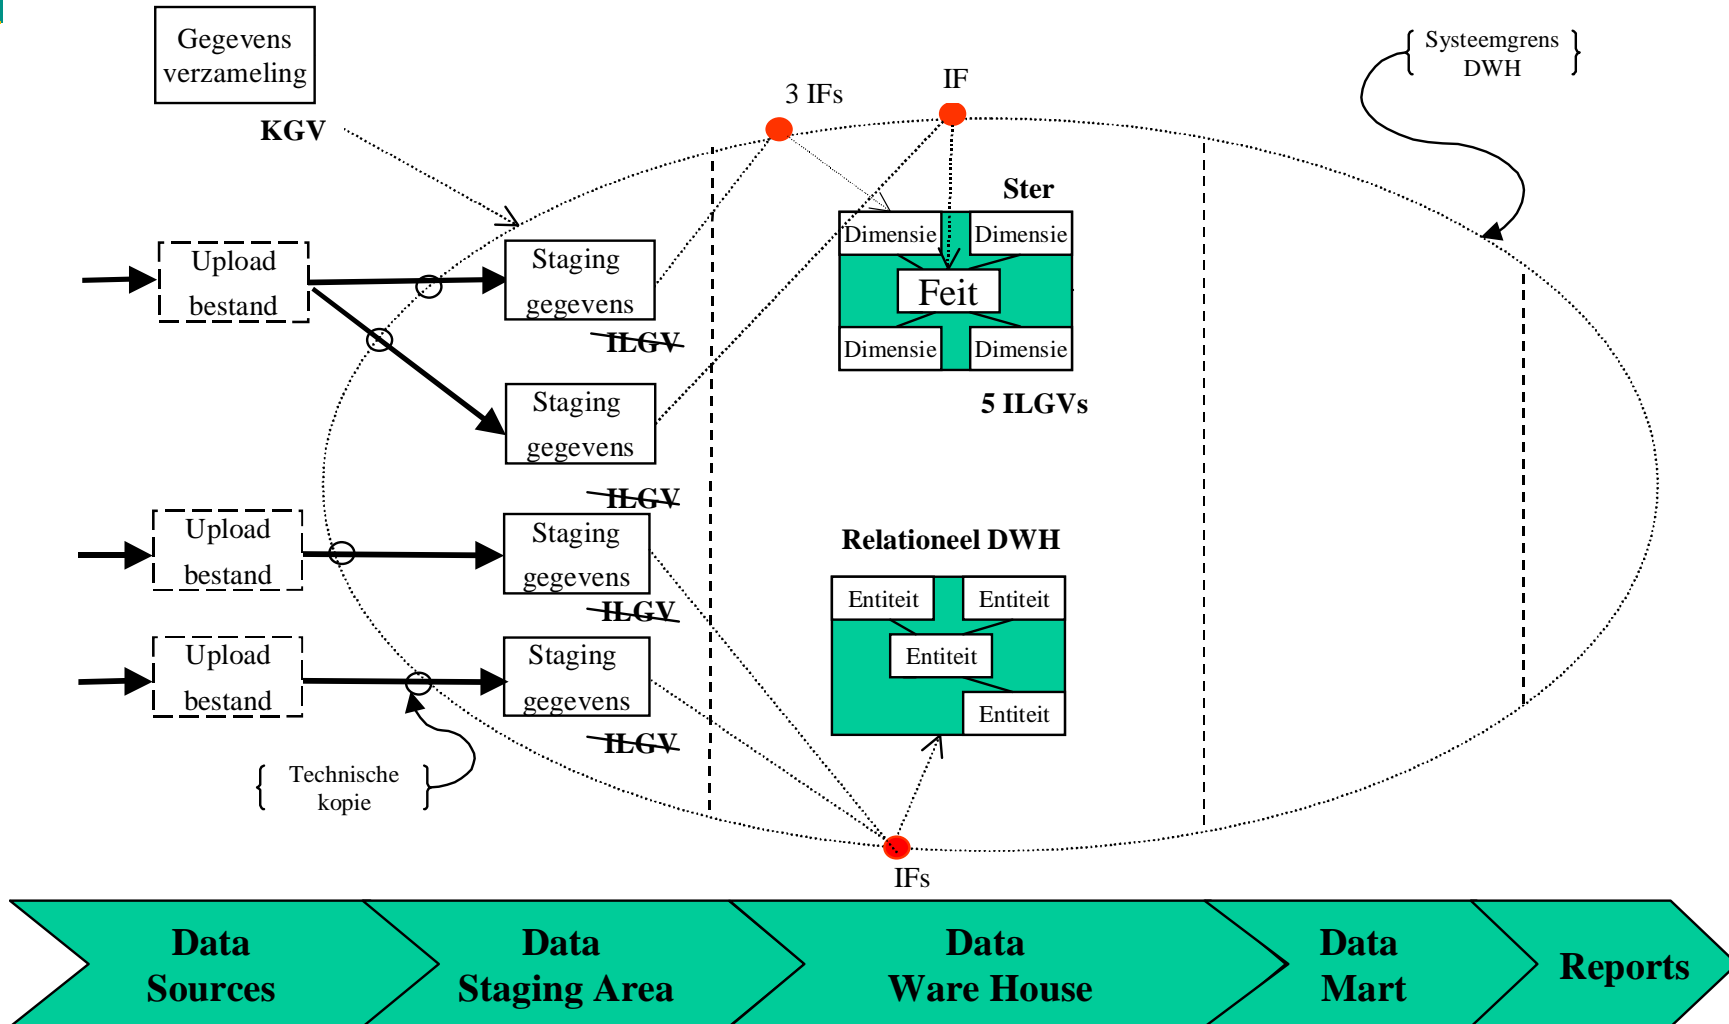 Gegevens
verzameling
KGV
3 IFs
IF
Systeemgrens
DWH
Ster
Upload
bestand
Staging
gegevens
ILGV
Dimensie
Dimensie
Feit
Dimensie
Dimensie
5 ILGVs
Staging
gegevens
ILGV
Upload
bestand
Staging
gegevens
ILGV
Relationeel DWH
Entiteit
Entiteit
Entiteit
Entiteit
Upload
bestand
Staging
gegevens
ILGV
Technische
kopie
IFs
Data
Sources
Data
Staging Area
Data
Ware House
Data
Mart
Reports